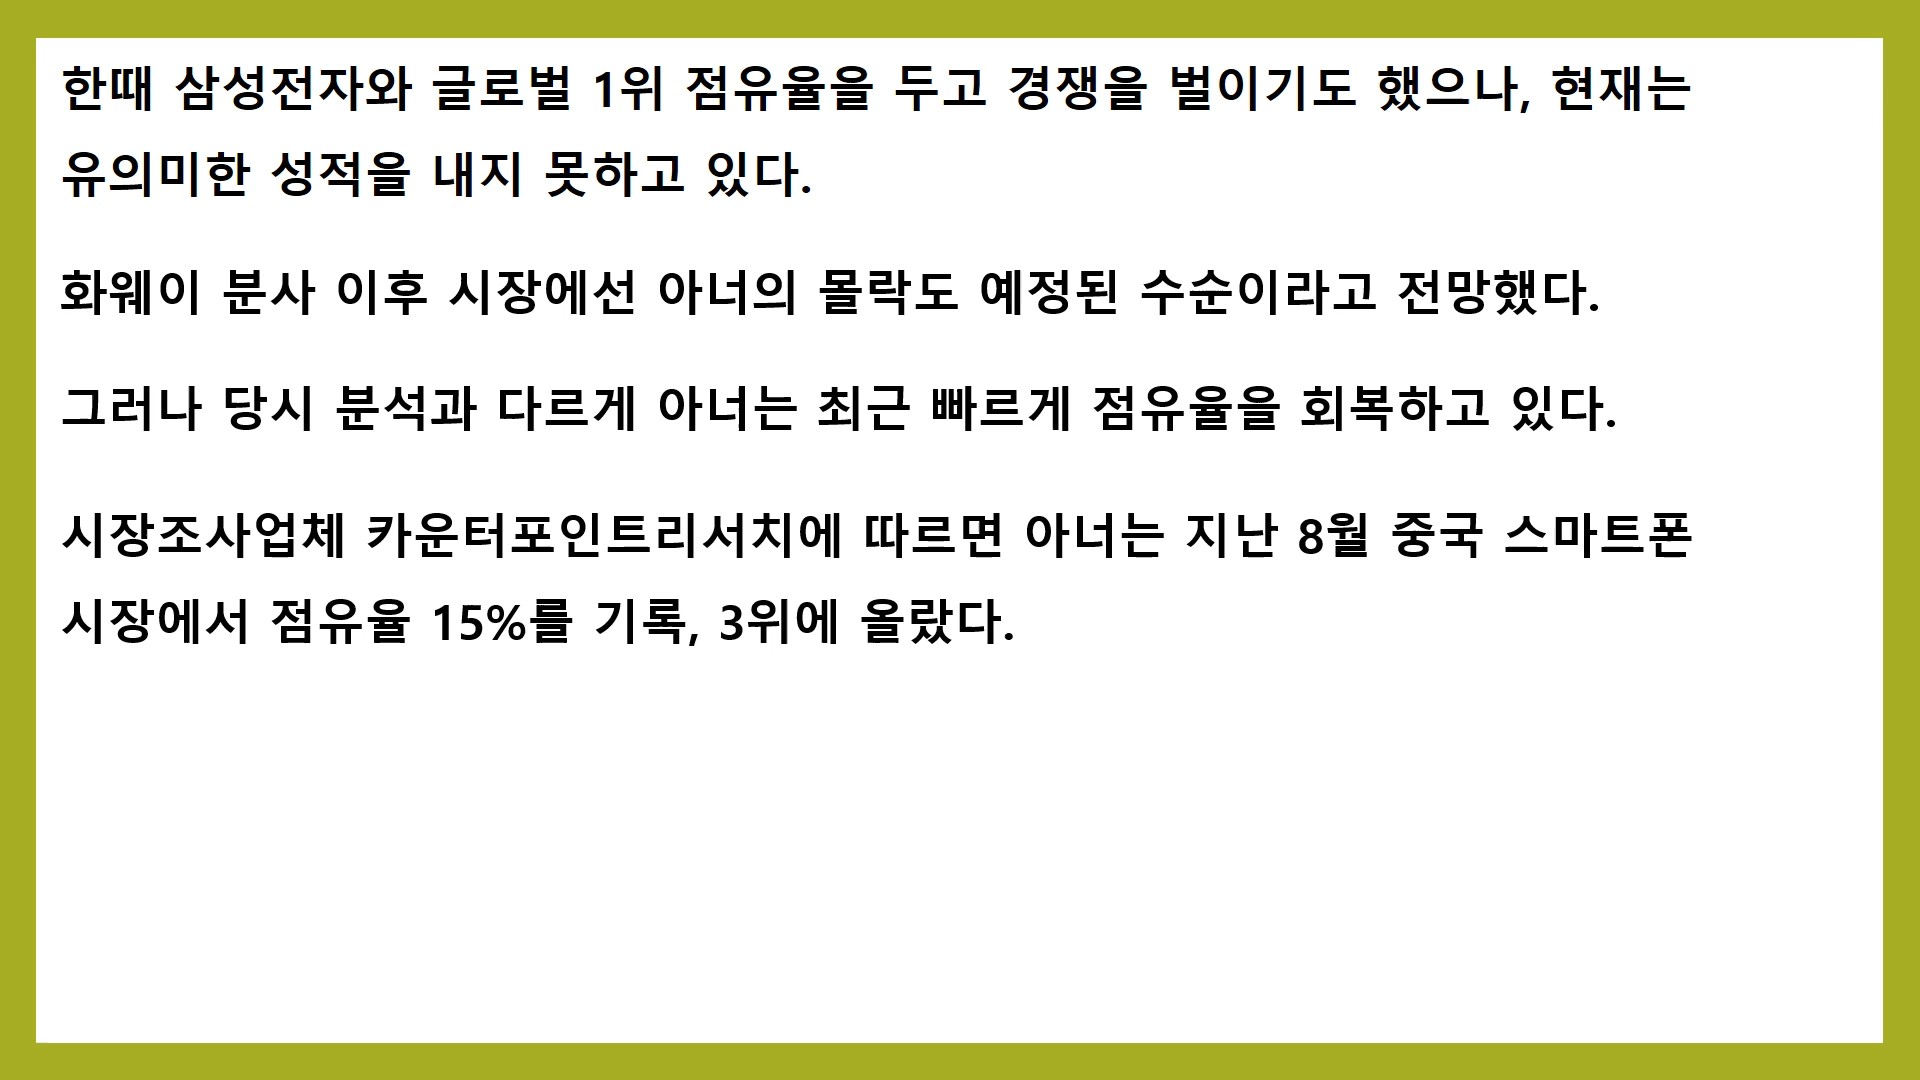 한때 삼성전자와 글로벌 1위 점유율을 두고 경쟁을 벌이기도 했으나, 현재는
유의미한 성적을 내지 못하고 있다.
화웨이 분사 이후 시장에선 아너의 몰락도 예정된 수순이라고 전망했다.
그러나 당시 분석과 다르게 아너는 최근 빠르게 점유율을 회복하고 있다.
시장조사업체 카운터포인트리서치에 따르면 아너는 지난 8월 중국 스마트폰
시장에서 점유율 15%를 기록, 3위에 올랐다.